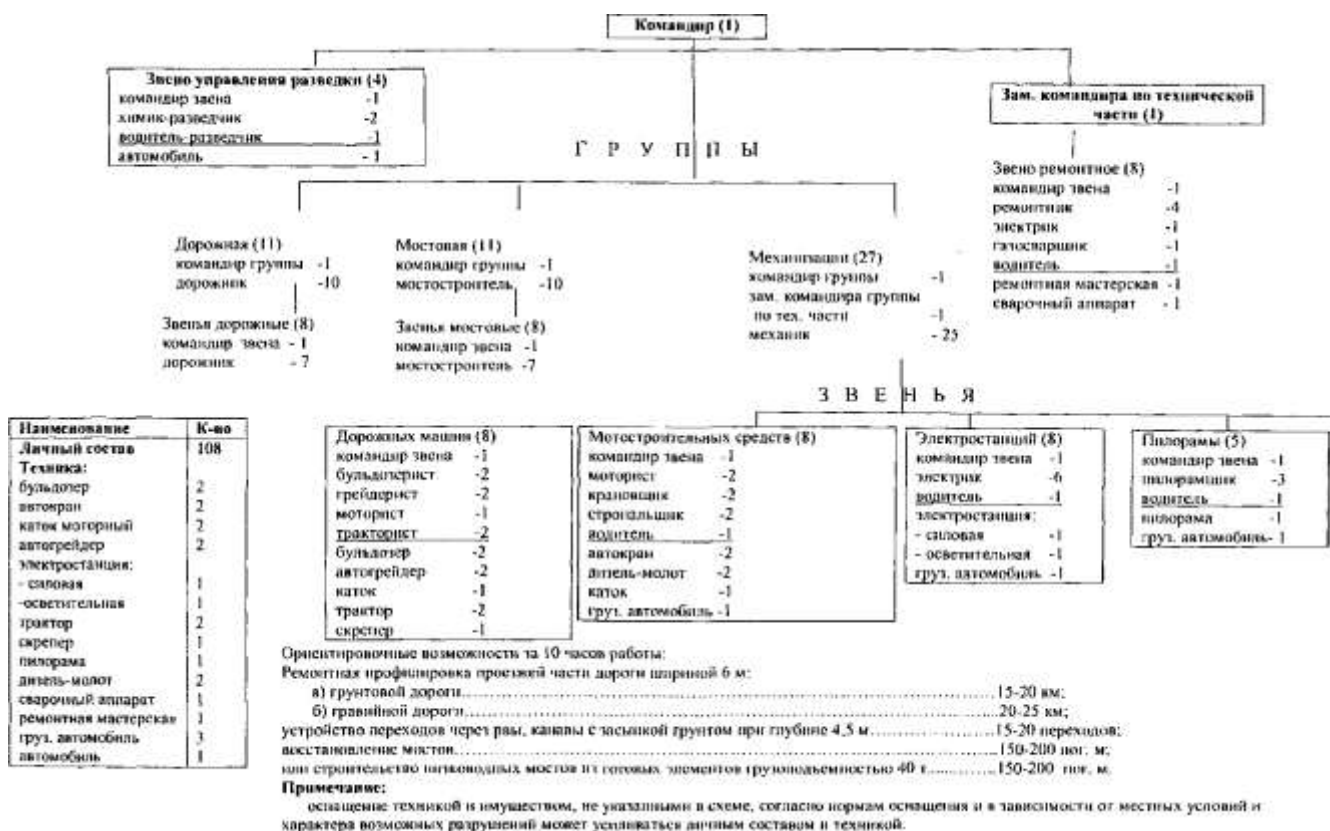 Командир (1)
Звено управления разведки (4)
командир звена -1
химик-разведчик -2
водитель-разведчик -1
автомобиль - 1
Зам. командира по технической
части (1)
Г Р У П П Ы
Звено ремонтное (8)
командир звена -1
ремонтник -4
электрик -1
газосварщик -1
водитель -1
ремонтная мастерская -1
сварочный аппарат - 1
Дорожная (11)
командир группы -1
дорожник -10
Звенья дорожные (8)
командир звена - 1
дорожник - 7
Мостовая (11)
командир группы -1
мостостроитель -10
Звенья мостовые (8)
командир звена -1
мостостроитель -7
Механизации (27)
командир группы -1
зам. командира группы
по тех. части -1
механик - 25
З В Е Н Ь Я
Наименование К-во
Личный состав 108
Техника:
бульдозер 2
автокран 2
каток моторный 2
автогрейдер 2
электростанция:
- силовая 1
-осветительная 1
трактор 2
скрепер 1
пилорама 1
дизель-молот 2
сварочный аппарат 1
ремонтная мастерская 1
груз. автомобиль 3
автомобиль 1
Дорожных машин (8)
командир звена -1
бульдозерист -2
грейдерист -2
моторист -1
тракторист -2
бульдозер -2
автогрейдер -2
каток -1
трактор -2
скрепер -1
Мотостроительных средств (8)
командир звена -1
моторист -2
крановщик -2
стропальщик -2
водитель -1
автокран -2
дизель-молот -2
каток -1
груз. автомобиль -1
Электростанций (8)
командир звена -1
электрик -6
водитель -1
электростанция:
- силовая -1
- осветительная -1
груз. автомобиль -1
Пилорамы (5)
командир звена -1
пилорамщик -3
водитель -1
пилорама -1
груз. автомобиль- 1
Ориентировочные возможности за 10 часов работы:
Ремонтная профилировка проезжей части дороги шириной 6 м:
а) грунтовой дороги...15-20 км;
б) гравийной дороги...20-25 км;
устройство переходов через рвы, канавы с засыпкой грунтом при глубине 4,5 м...15-20 переходов;
восстановление мостов...150-200 пог. м;
или строительство низководных мостов из готовых элементов грузоподъемностью 40 т...150-200 пог. м.
Примечание:
оснащение техникой и имуществом, не указанными в схеме, согласно нормам оснащения и в зависимости от местных условий и
характера возможных разрушений может усиливаться личным составом и техникой.